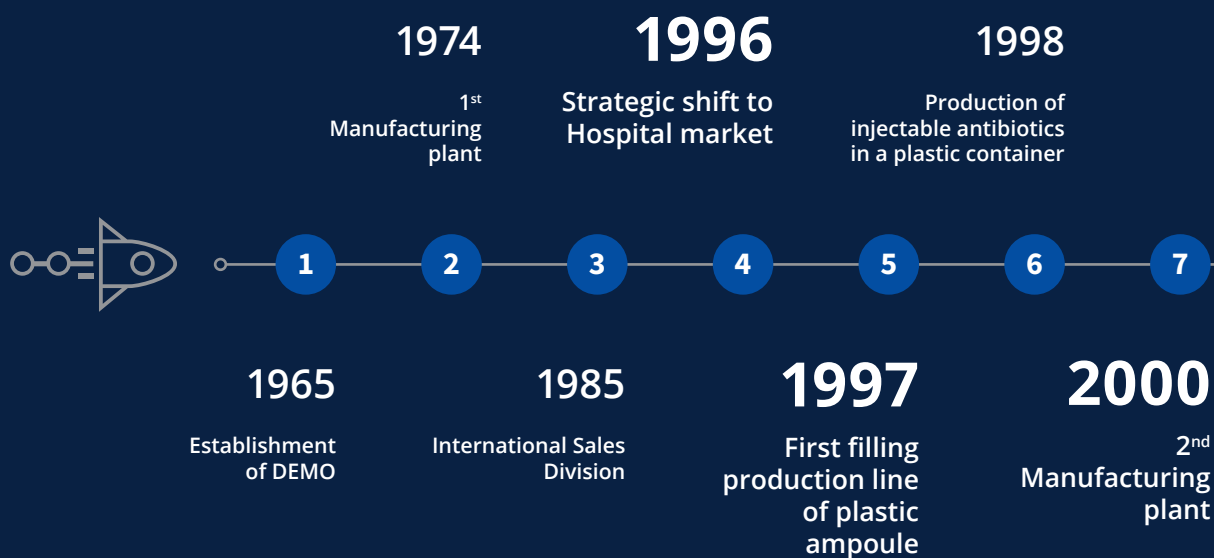 1974
1st
Manufacturing
plant
1996
Strategic shift to
Hospital market
1998
Production of
injectable antibiotics
in a plastic container
1
2
3
4
5
6
7
1965
Establishment
of DEMO
1985
International Sales
Division
1997
First filling
production line
of plastic
ampoule
2000
2nd
Manufacturing
plant